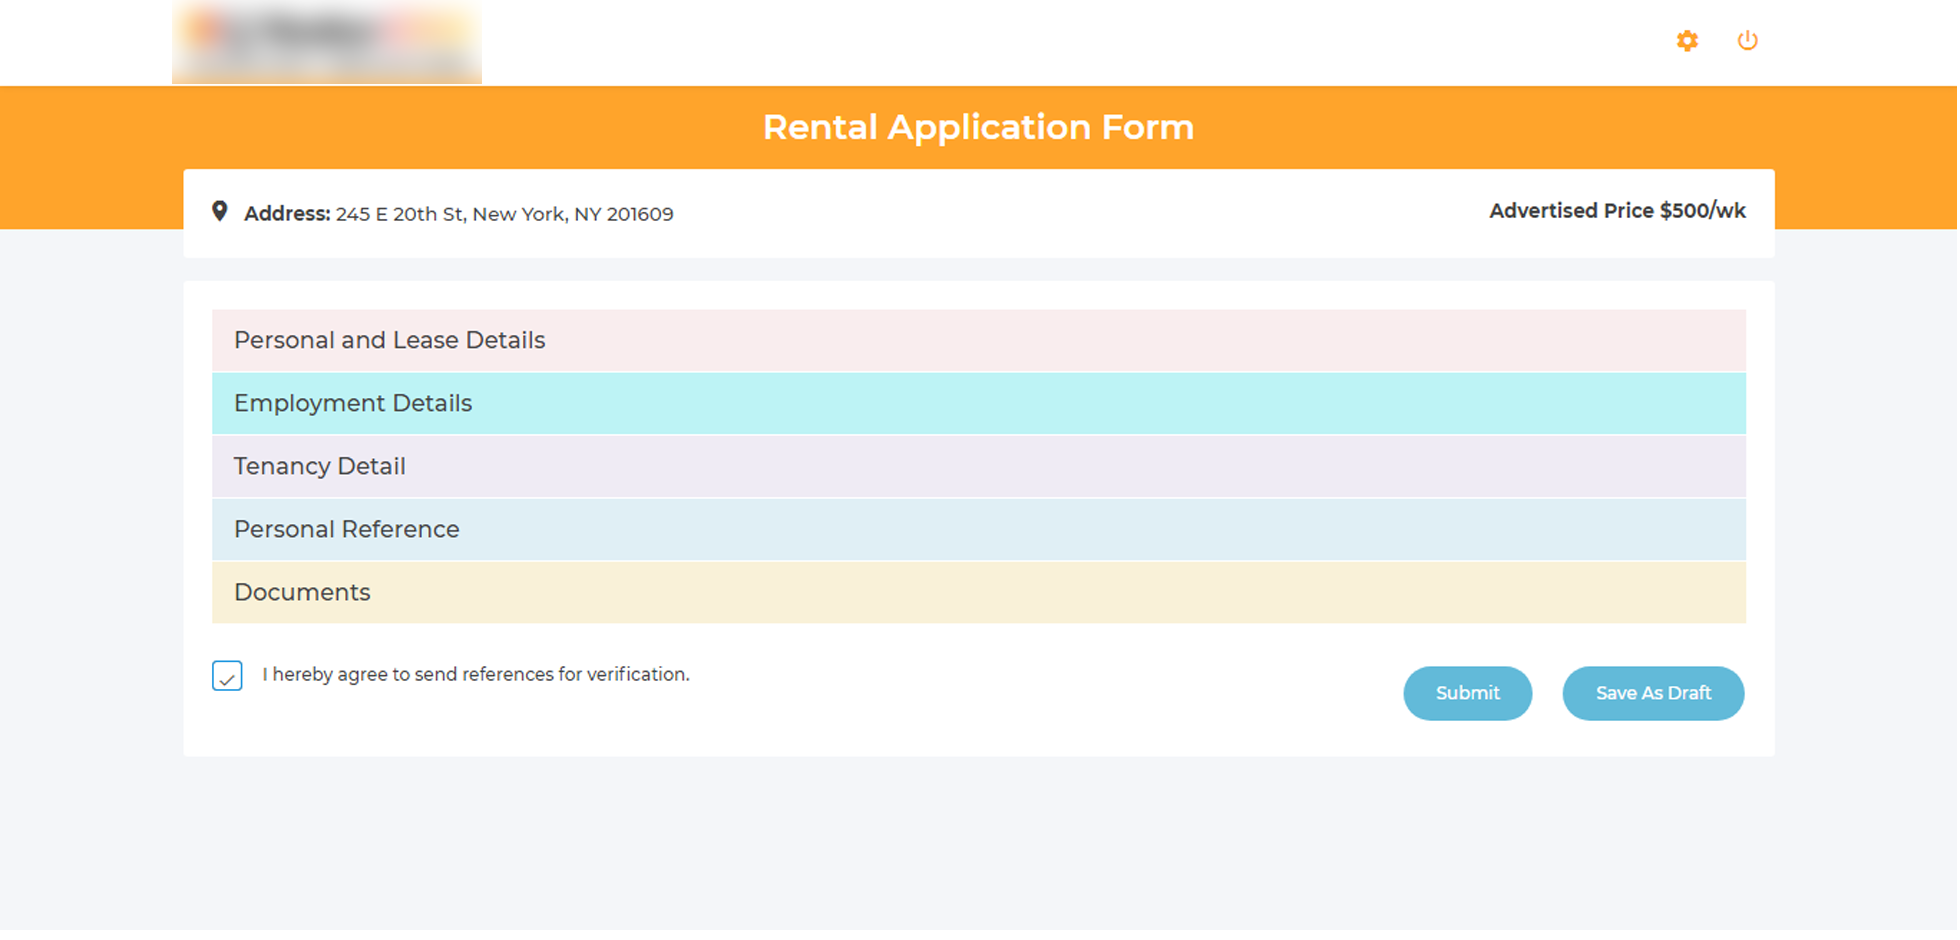 Rental Application Form
Address: 245 E 20th St, New York, NY 201609
Advertised Price $500/wk
Personal and Lease Details
Employment Details
Tenancy Detail
Personal Reference
Documents
I hereby agree to send references for verification.
Submit
Save As Draft